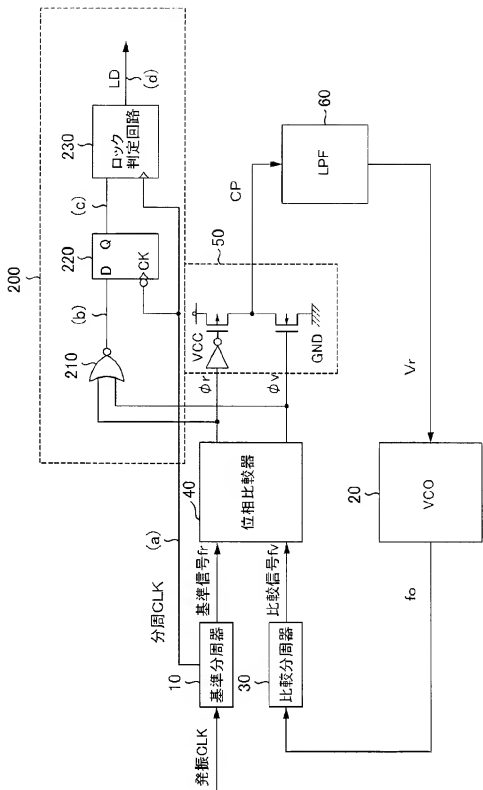 200
210
(b)
220
D
Q
CK
(c)
230
ロック
判定回路
LD
(d)
分周CLK
(a)
50
VCC
GND
φr
φv
CP
60
LPF
発振CLK
10
基準分周器
基準信号fr
40
位相比較器
30
比較分周器
比較信号fv
fo
20
VCO
Vr